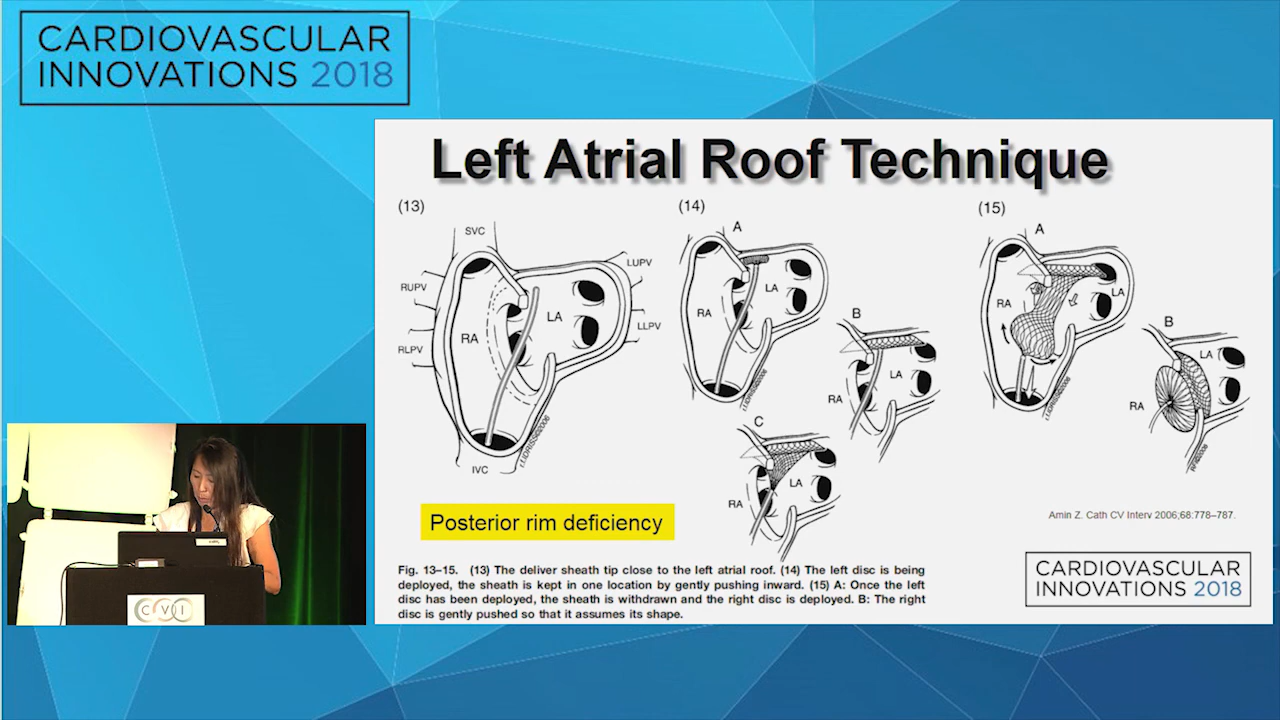 CARDIOVASCULAR
INNOVATIONS 2018
Left Atrial Roof Technique
(13)
SVC
LUPV
RUPV
LA
RA
LLPV
RLPV
IVC
(14)
A
LA
RA
B
LA
RA
C
LA
RA
(15)
A
RA
LA
B
LA
RA
Posterior rim deficiency
Amin Z. Cath CV Interv 2006;68:778–787.
Fig. 13–15. (13) The deliver sheath tip close to the left atrial roof. (14) The left disc is being
deployed, the sheath is kept in one location by gently pushing inward. (15) A: Once the left
disc has been deployed, the sheath is withdrawn and the right disc is deployed. B: The right
disc is gently pushed so that it assumes its shape.
CARDIOVASCULAR
INNOVATIONS 2018
CVI